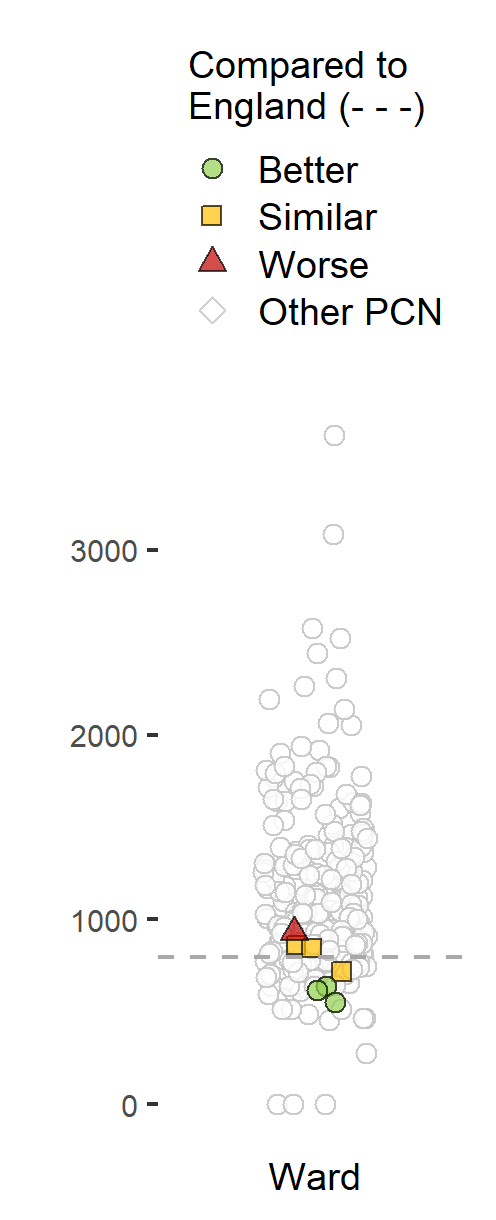 Compared to
England (- - -)
Better
Similar
Worse
Other PCN
3000
2000
1000
0
Ward